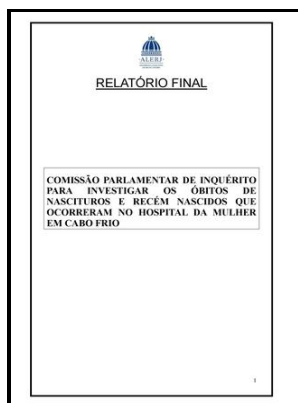 ALERJ
RELATÓRIO FINAL
COMISSÃO PARLAMENTAR DE INQUÉRITO
PARA INVESTIGAR OS ÓBITOS DE
NASCITUROS E RECÉM NASCIDOS QUE
OCORRERAM NO HOSPITAL DA MULHER
EM CABO FRIO
1